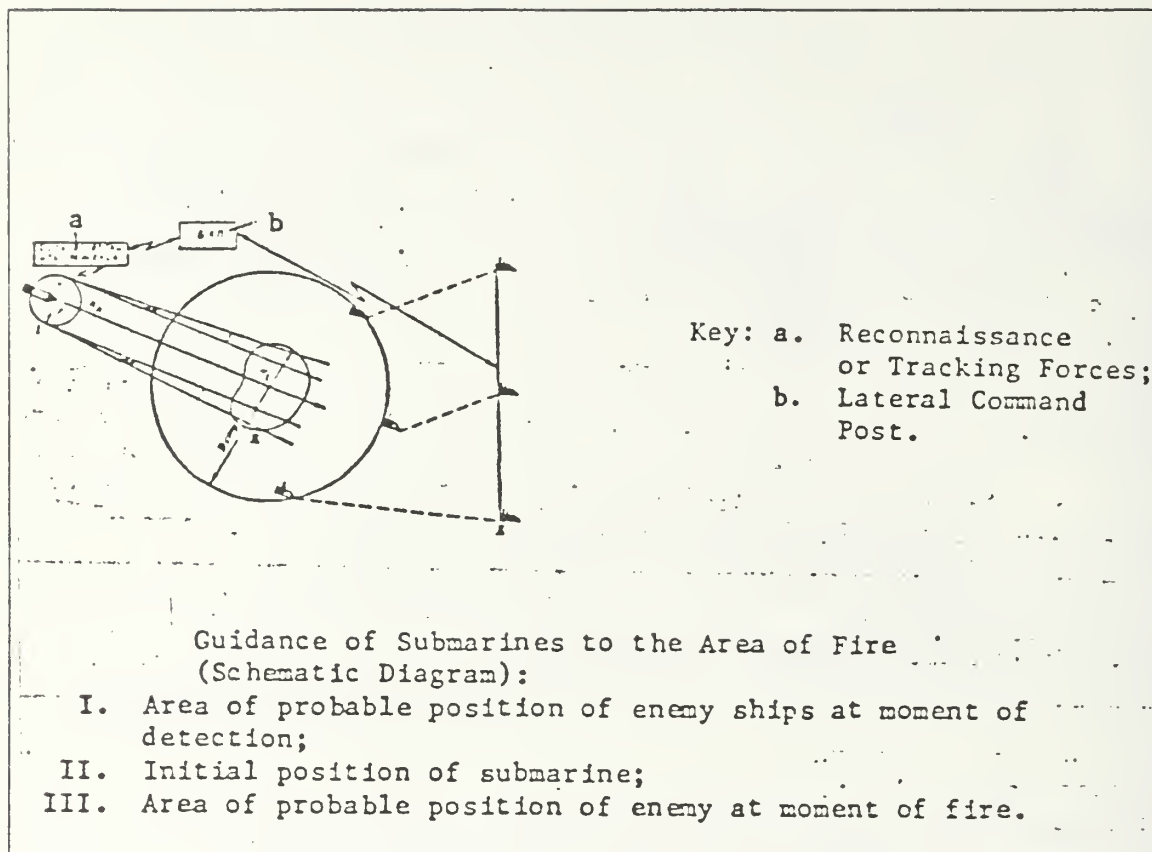 a
b
Key: a. Reconnaissance
or Tracking Forces;
b. Lateral Command
Post.
Guidance of Submarines to the Area of Fire
(Schematic Diagram):
I. Area of probable position of enemy ships at moment of
detection;
II. Initial position of submarine;
III. Area of probable position of enemy at moment of fire.